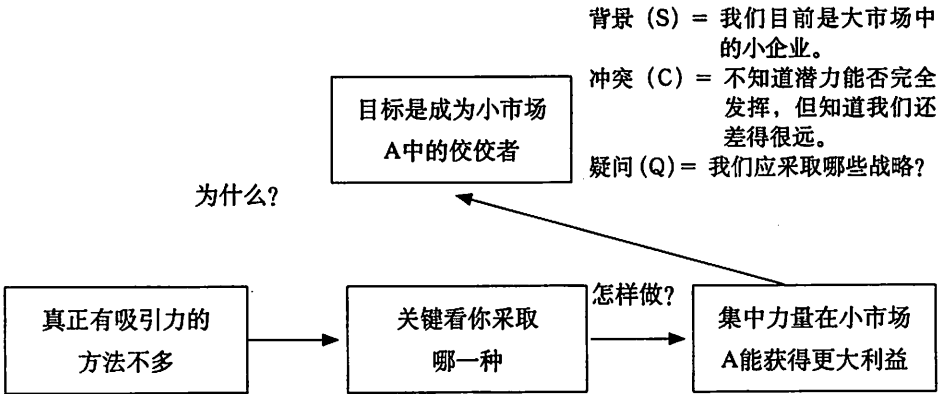 背景（S）= 我们目前是大市场中
的小企业。
冲突（C）= 不知道潜力能否完全
发挥，但知道我们还
差得很远。
疑问(Q)= 我们应采取哪些战略?
目标是成为小市场
A中的佼佼者
为什么?
真正有吸引力的
方法不多
关键看你采取
哪一种
怎样做?
集中力量在小市场
A能获得更大利益